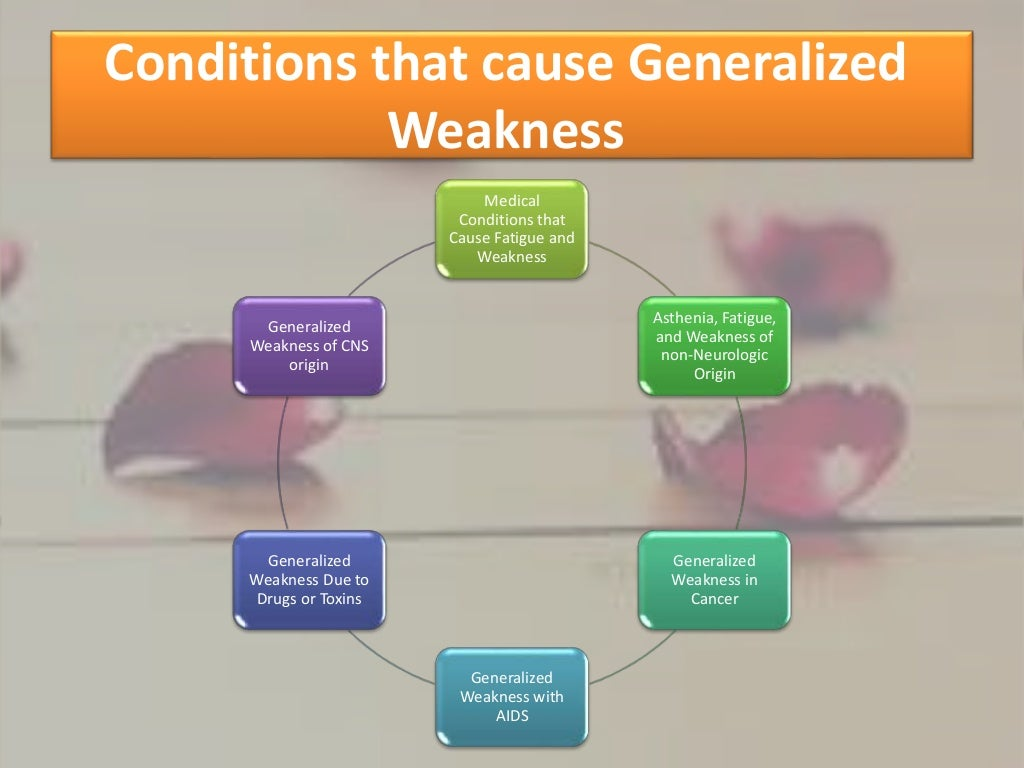 Conditions that cause Generalized
Weakness
Medical
Conditions that
Cause Fatigue and
Weakness
Asthenia, Fatigue,
and Weakness of
non-Neurologic
Origin
Generalized
Weakness in
Cancer
Generalized
Weakness with
AIDS
Generalized
Weakness Due to
Drugs or Toxins
Generalized
Weakness of CNS
origin